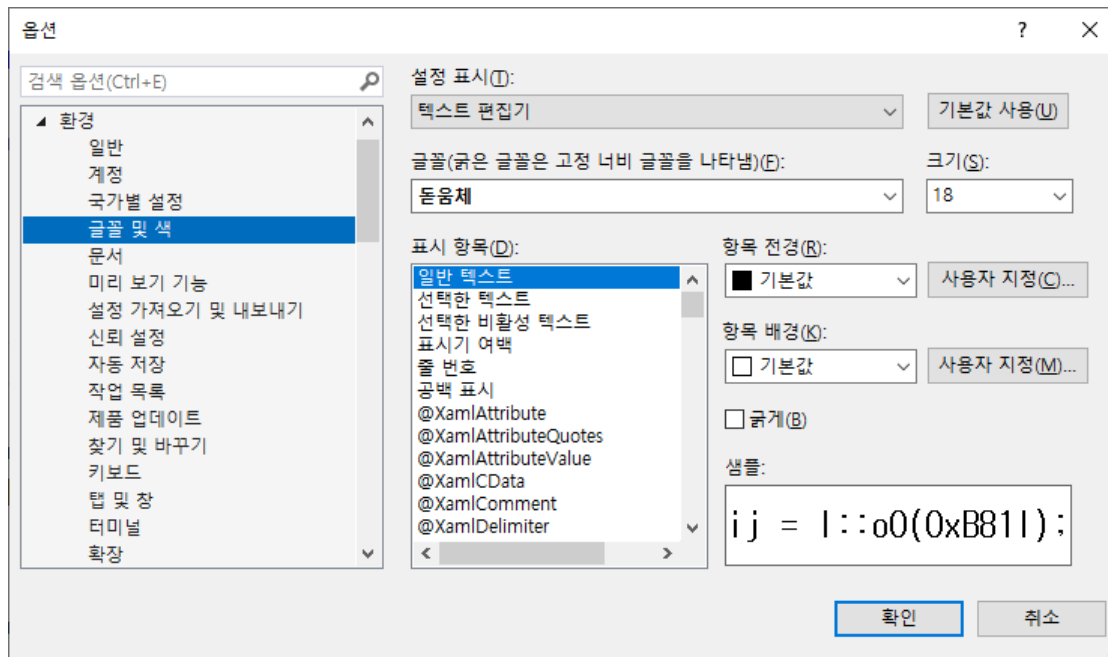 옵션
?
검색 옵션(Ctrl+E)
환경
일반
계정
국가별 설정
글꼴 및 색
문서
미리 보기 기능
설정 가져오기 및 내보내기
신뢰 설정
자동 저장
작업 목록
제품 업데이트
찾기 및 바꾸기
키보드
탭 및 창
터미널
확장
설정 표시(T):
텍스트 편집기
기본값 사용(U)
글꼴(굵은 글꼴은 고정 너비 글꼴을 나타냄)(F):
크기(S):
돋움체
18
표시 항목(D):
일반 텍스트
선택한 텍스트
선택한 비활성 텍스트
표시기 여백
줄 번호
공백 표시
@XamlAttribute
@XamlAttributeQuotes
@XamlAttributeValue
@XamlCData
@XamlComment
@XamlDelimiter
항목 전경(R):
기본값
사용자 지정(C)...
항목 배경(K):
기본값
사용자 지정(M)...
굵게(B)
샘플:
ij = I::oO(0xB81l);
확인
취소